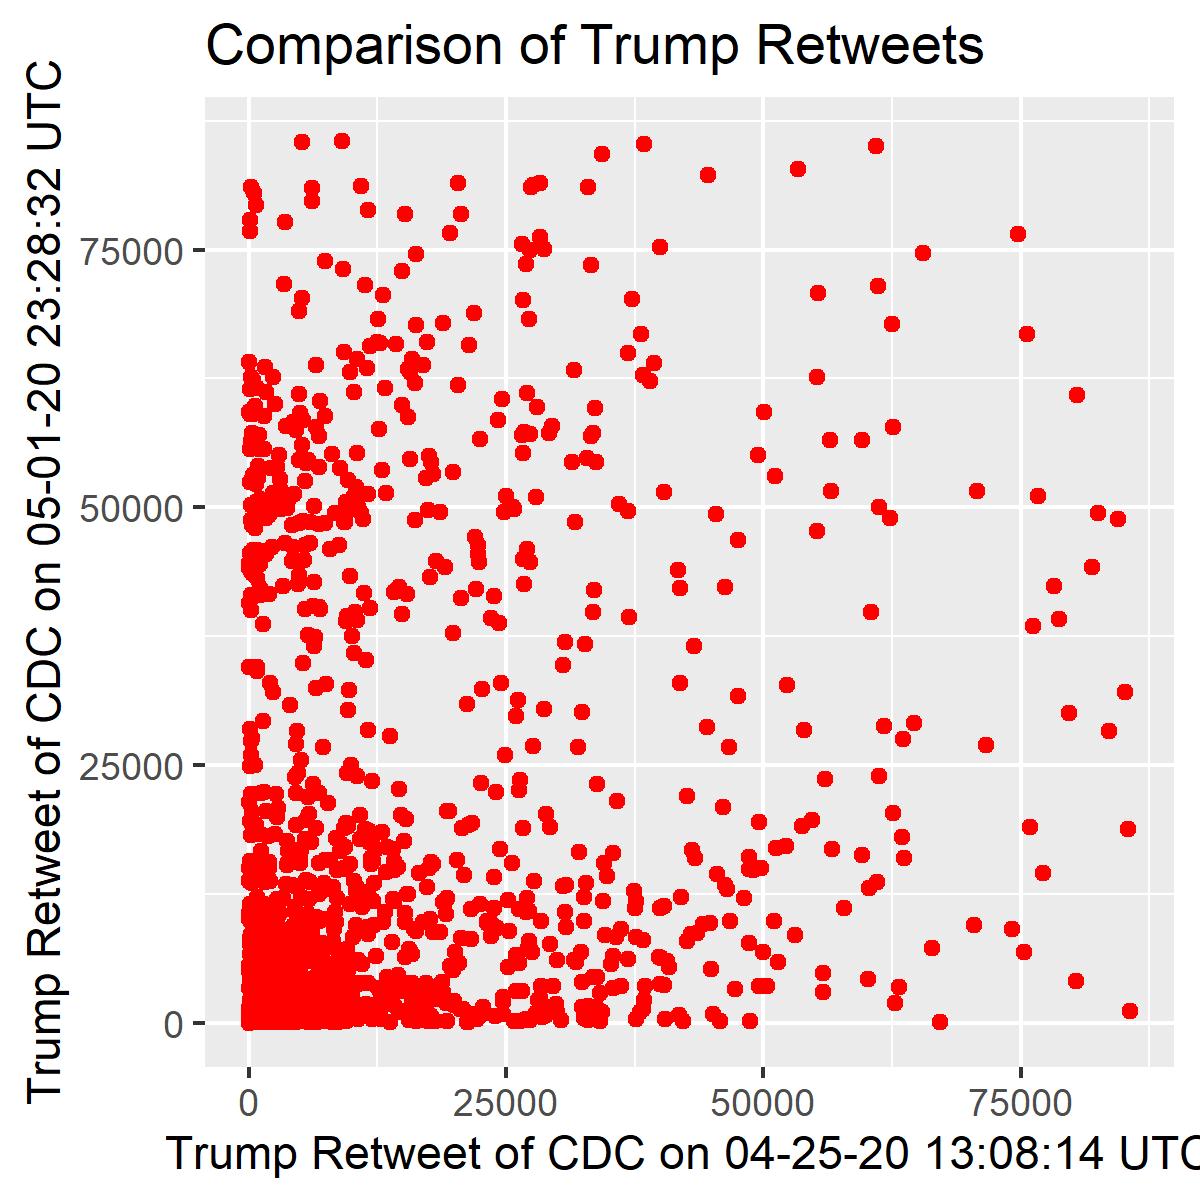 Comparison of Trump Retweets
Trump Retweet of CDC on 05-01-20 23:28:32 UTC
75000
50000
25000
0
0
25000
50000
75000
Trump Retweet of CDC on 04-25-20 13:08:14 UTC